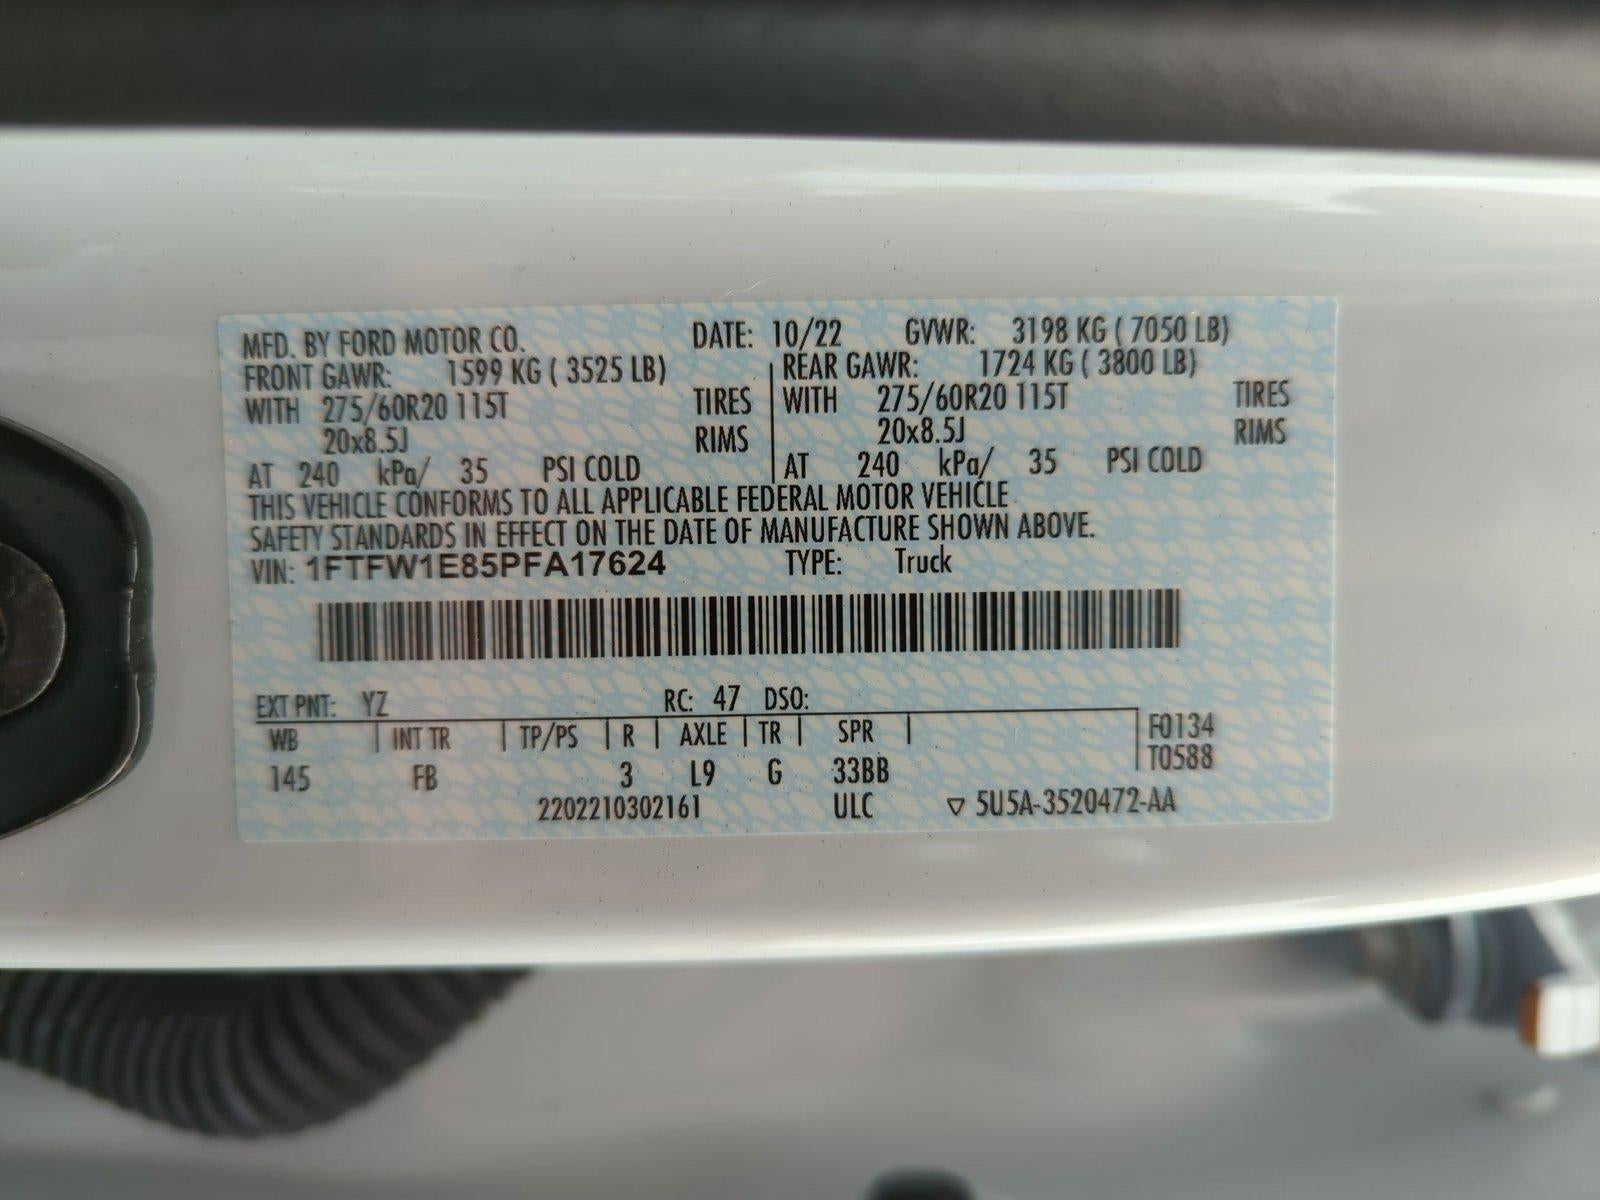 MFD. BY FORD MOTOR CO. DATE: 10/22 GVWR: 3198 KG ( 7050 LB)
FRONT GAWR: 1599 KG ( 3525 LB) REAR GAWR: 1724 KG ( 3800 LB)
WITH 275/60R20 115T TIRES WITH 275/60R20 115T TIRES
20x8.5J RIMS 20x8.5J RIMS
AT 240 kPa/ 35 PSI COLD AT 240 kPa/ 35 PSI COLD
THIS VEHICLE CONFORMS TO ALL APPLICABLE FEDERAL MOTOR VEHICLE
SAFETY STANDARDS IN EFFECT ON THE DATE OF MANUFACTURE SHOWN ABOVE.
VIN: 1FTFW1E85PFA17624 TYPE: Truck
EXT PNT: YZ RC: 47 DSO:
WB INT TR TP/PS R AXLE TR SPR F0134
T0588
145 FB 3 L9 G 33BB
2202210302161 ULC ▽ 5U5A-3520472-AA